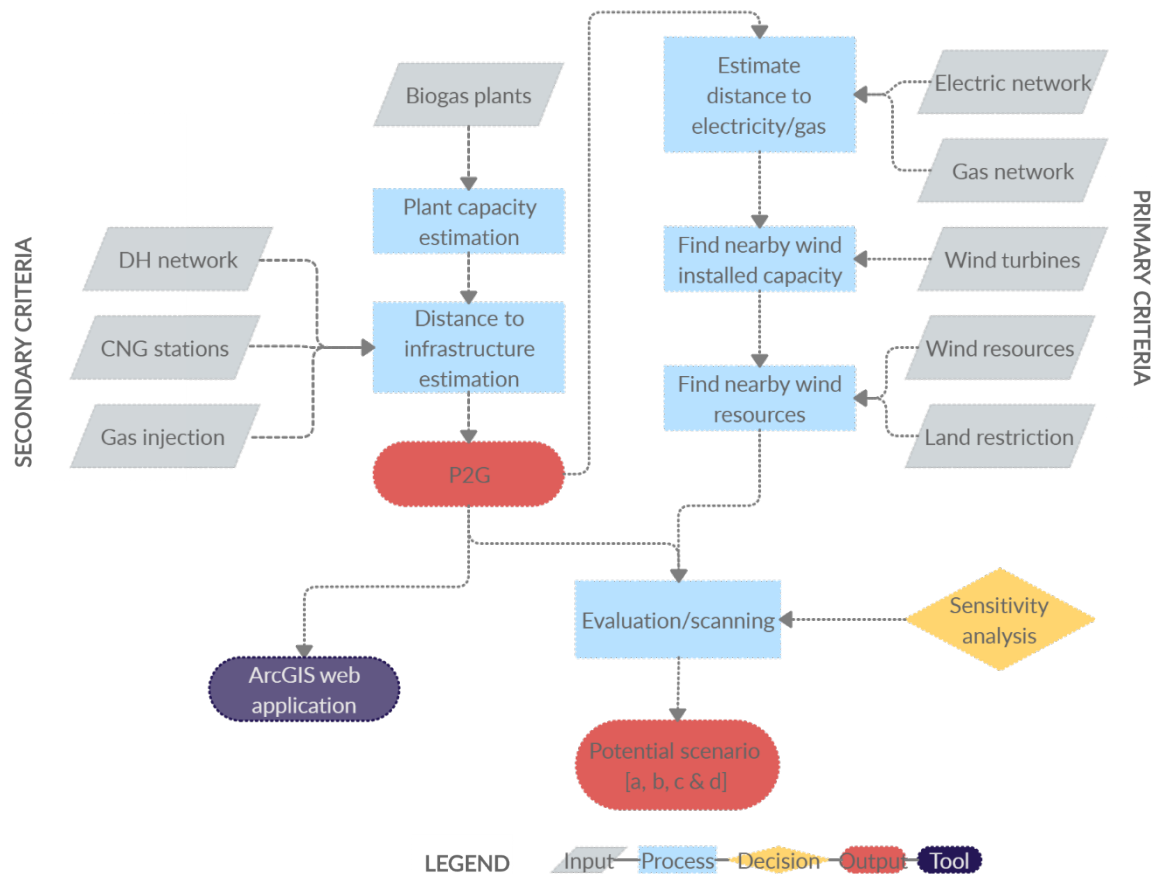 Biogas plants
Plant capacity
estimation
SECONDARY CRITERIA
DH network
CNG stations
Gas injection
Distance to
infrastructure
estimation
P2G
ArcGIS web
application
Estimate
distance to
electricity/gas
Electric network
Gas network
PRIMARY CRITERIA
Find nearby wind
installed capacity
Wind turbines
Find nearby wind
resources
Wind resources
Land restriction
Evaluation/scanning
Sensitivity
analysis
Potential scenario
[a, b, c & d]
LEGEND Input Process Decision Output Tool